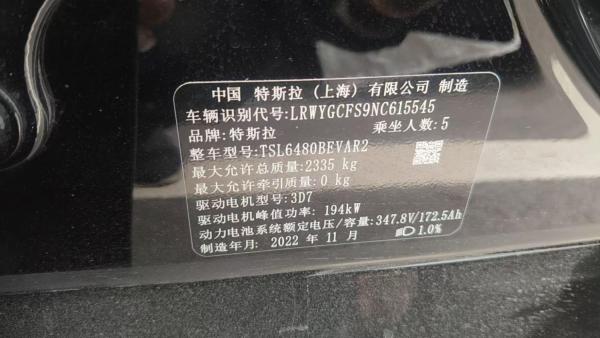 中国 特斯拉（上海）有限公司 制造
车辆识别代号:LRWYGCFS9NC615545
品牌:特斯拉 乘坐人数:5
整车型号:TSL6480BEVAR2
最大允许总质量:2335 kg
最大允许牵引质量:0 kg
驱动电机型号:3D7
驱动电机峰值功率: 194kW
动力电池系统额定电压/容量:347.8V/172.5Ah
制造年月: 2022 年 11 月 1.0%